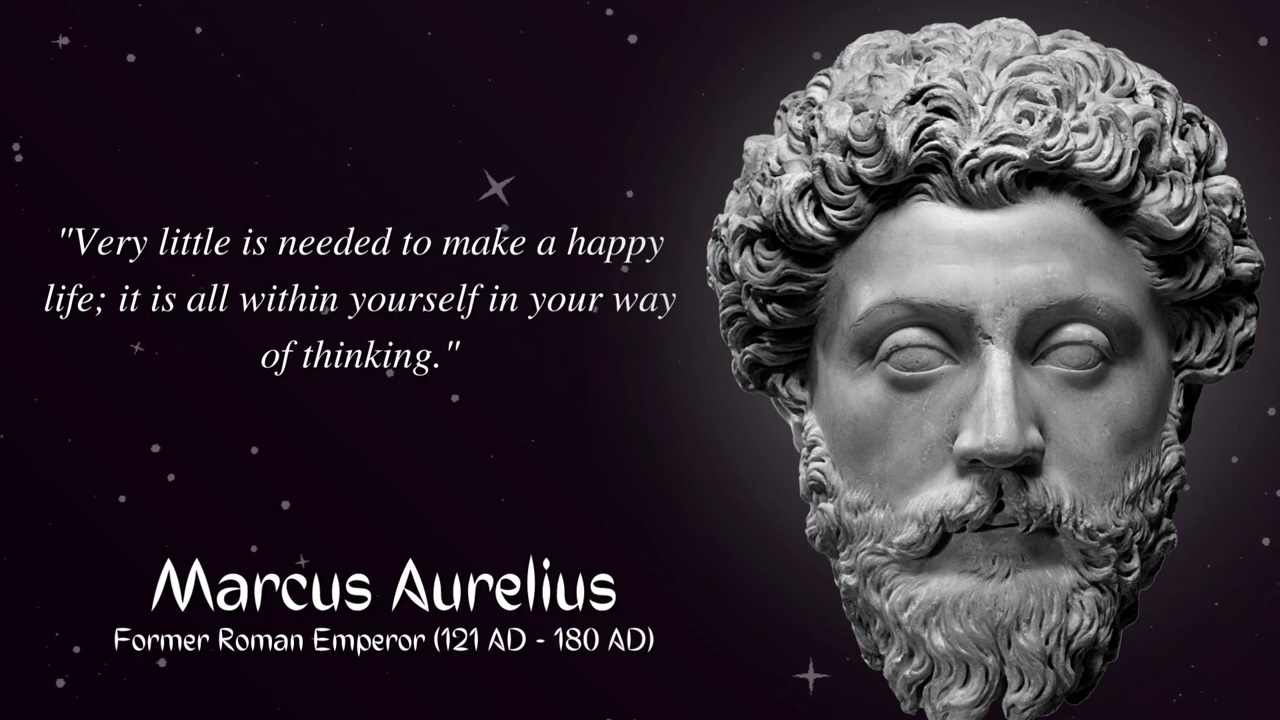 "Very little is needed to make a happy
life; it is all within yourself in your way
of thinking."
Marcus Aurelius
Former Roman Emperor (121 AD - 180 AD)